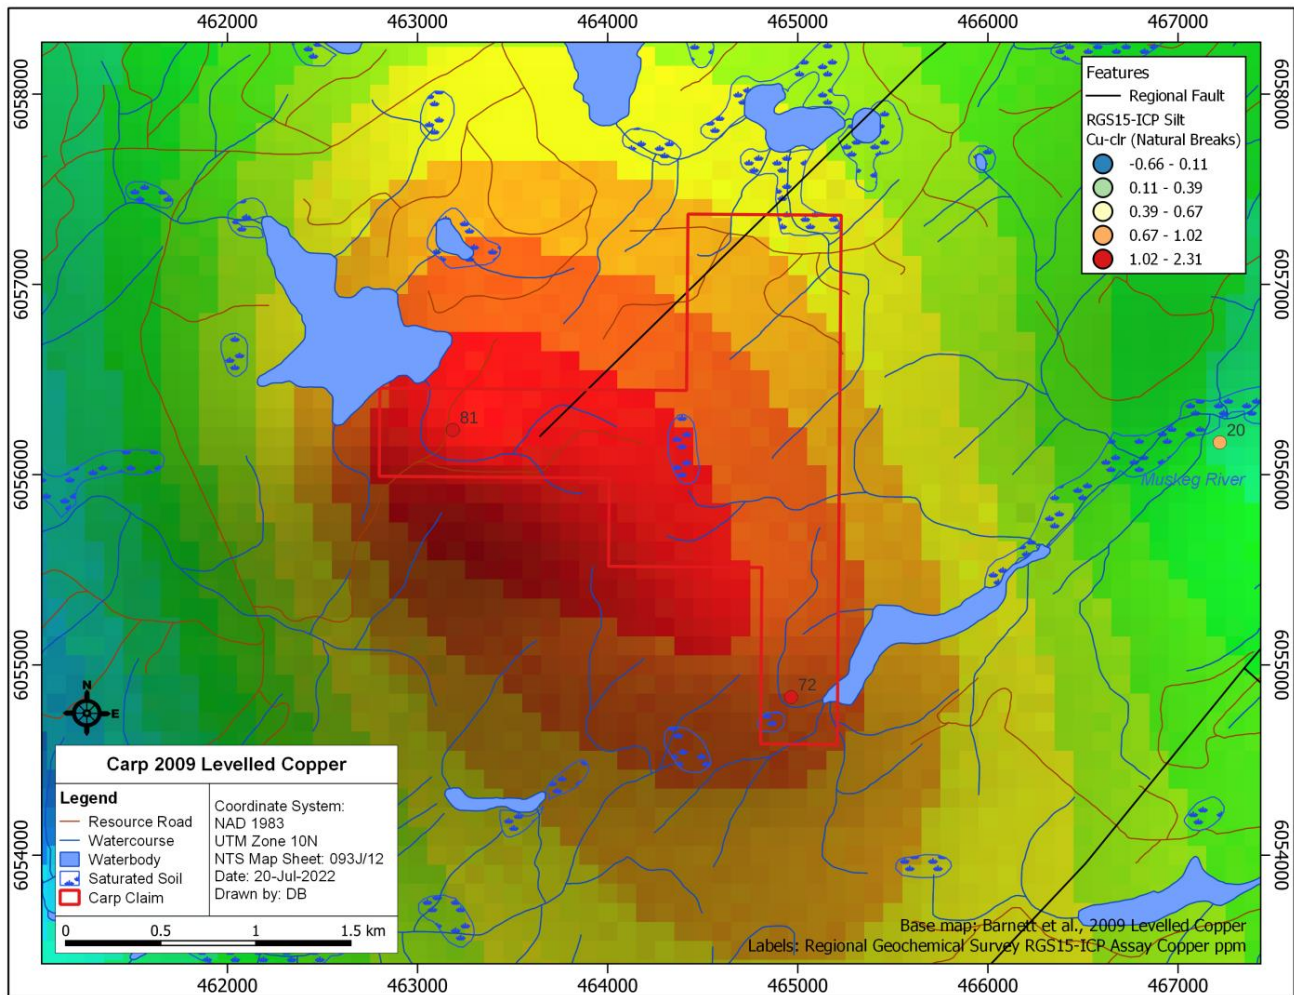 462000 463000 464000 465000 466000 467000
6058000
6058000
Features
Regional Fault
RGS15-ICP Silt
Cu-clr (Natural Breaks)
-0.66 - 0.11
0.11 - 0.39
0.39 - 0.67
0.67 - 1.02
1.02 - 2.31
6057000
6057000
81
20
Muskeg River
6056000
6056000
6055000
6055000
72
N
E
Carp 2009 Levelled Copper
Legend
Resource Road
Watercourse
Waterbody
Saturated Soil
Carp Claim
Coordinate System:
NAD 1983
UTM Zone 10N
NTS Map Sheet: 093J/12
Date: 20-Jul-2022
Drawn by: DB
0 0.5 1 1.5 km
6054000
6054000
Base map: Barnett et al., 2009 Levelled Copper
Labels: Regional Geochemical Survey RGS15-ICP Assay Copper ppm
462000 463000 464000 465000 466000 467000